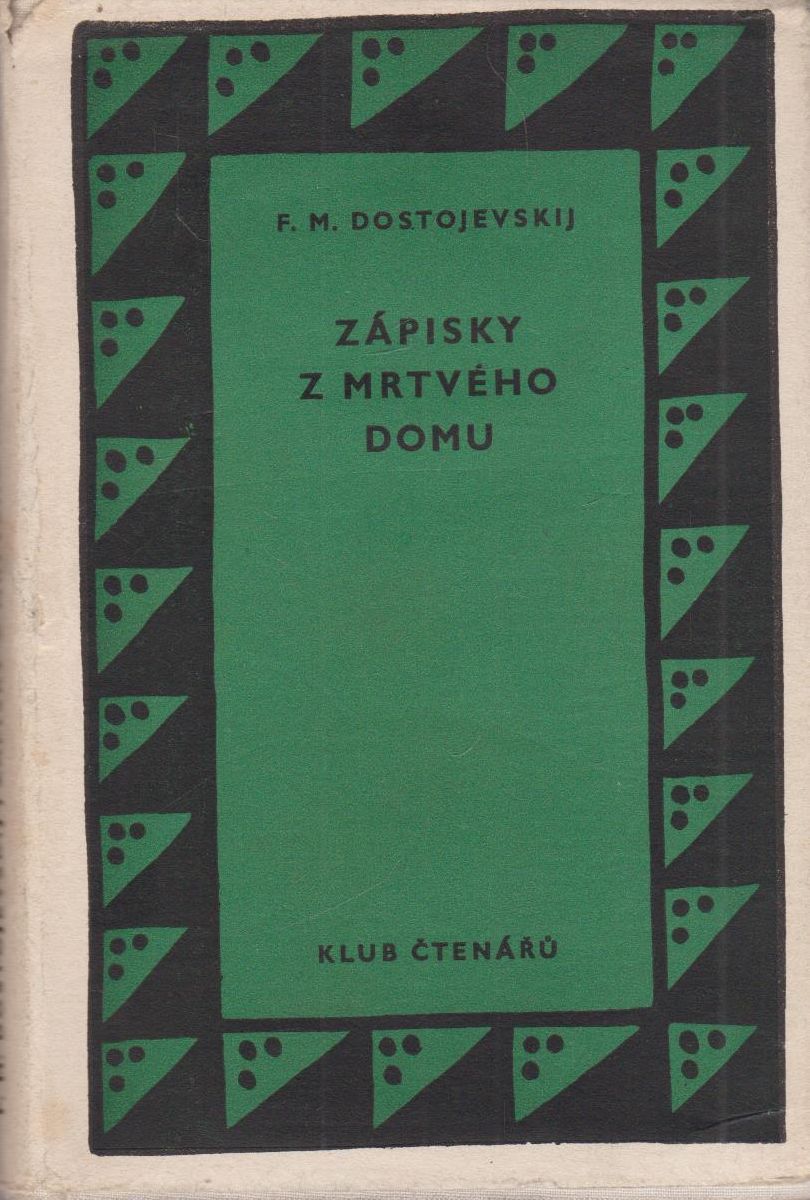 F. M. DOSTOJEVSKIJ
ZÁPISKY
Z MRTVÉHO
DOMU
KLUB ČTENÁŘŮ